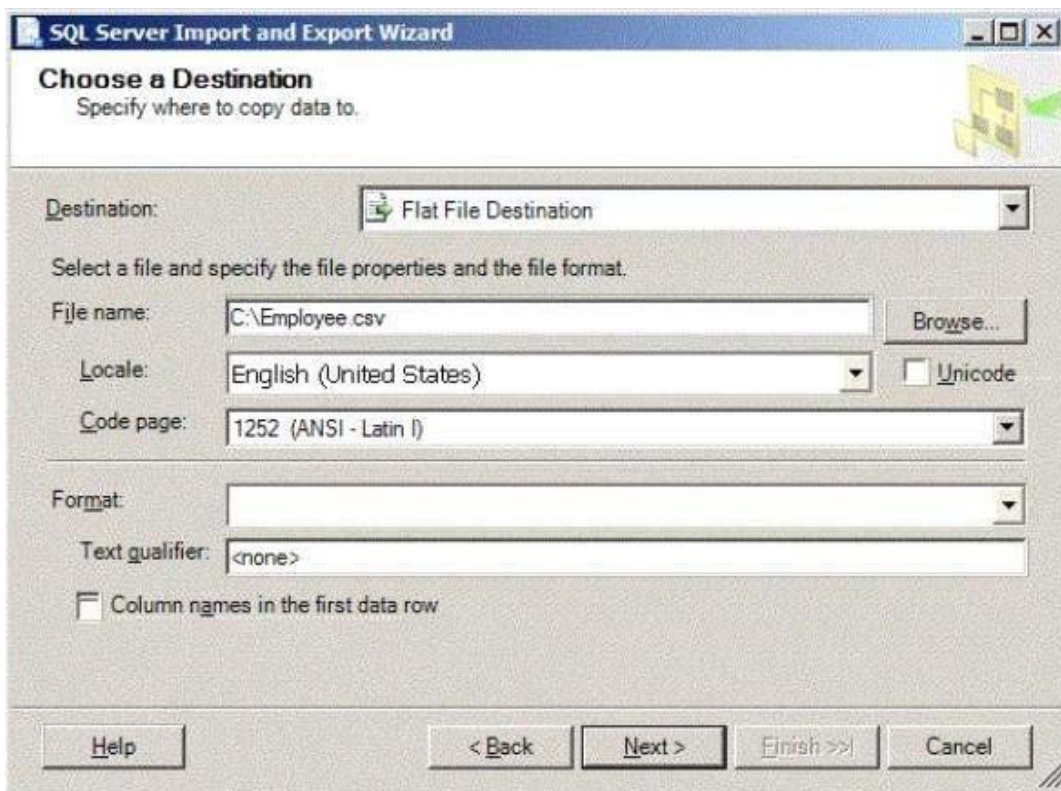 SQL Server Import and Export Wizard
Choose a Destination
Specify where to copy data to.
Destination: Flat File Destination
Select a file and specify the file properties and the file format.
File name: C:\Employee.csv Browse...
Locale: English (United States) Unicode
Code page: 1252 (ANSI - Latin I)
Format:
Text qualifier: <none>
Column names in the first data row
Help < Back Next > Finish >>| Cancel